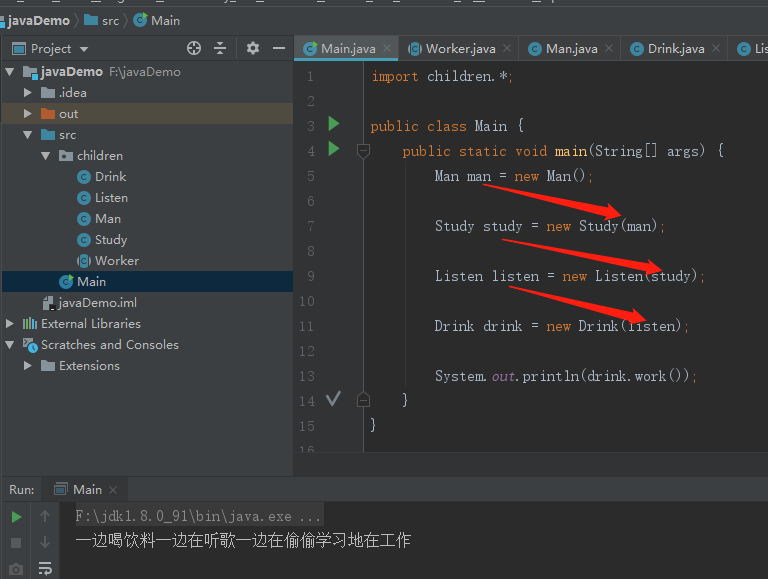 javaDemo src Main
Project
Main.java Worker.java Man.java Drink.java
javaDemo F:\javaDemo
.idea
out
src
children
Drink
Listen
Man
Study
Worker
Main
javaDemo.iml
External Libraries
Scratches and Consoles
Extensions
1 import children.*;
2
3 public class Main {
4 public static void main(String[] args) {
5 Man man = new Man();
6
7 Study study = new Study(man);
8
9 Listen listen = new Listen(study);
10
11 Drink drink = new Drink(listen);
12
13 System.out.println(drink.work());
14 }
15 }
16
Run: Main
F:\jdk1.8.0_91\bin\java.exe ...
一边喝饮料一边在听歌一边在偷偷学习地在工作